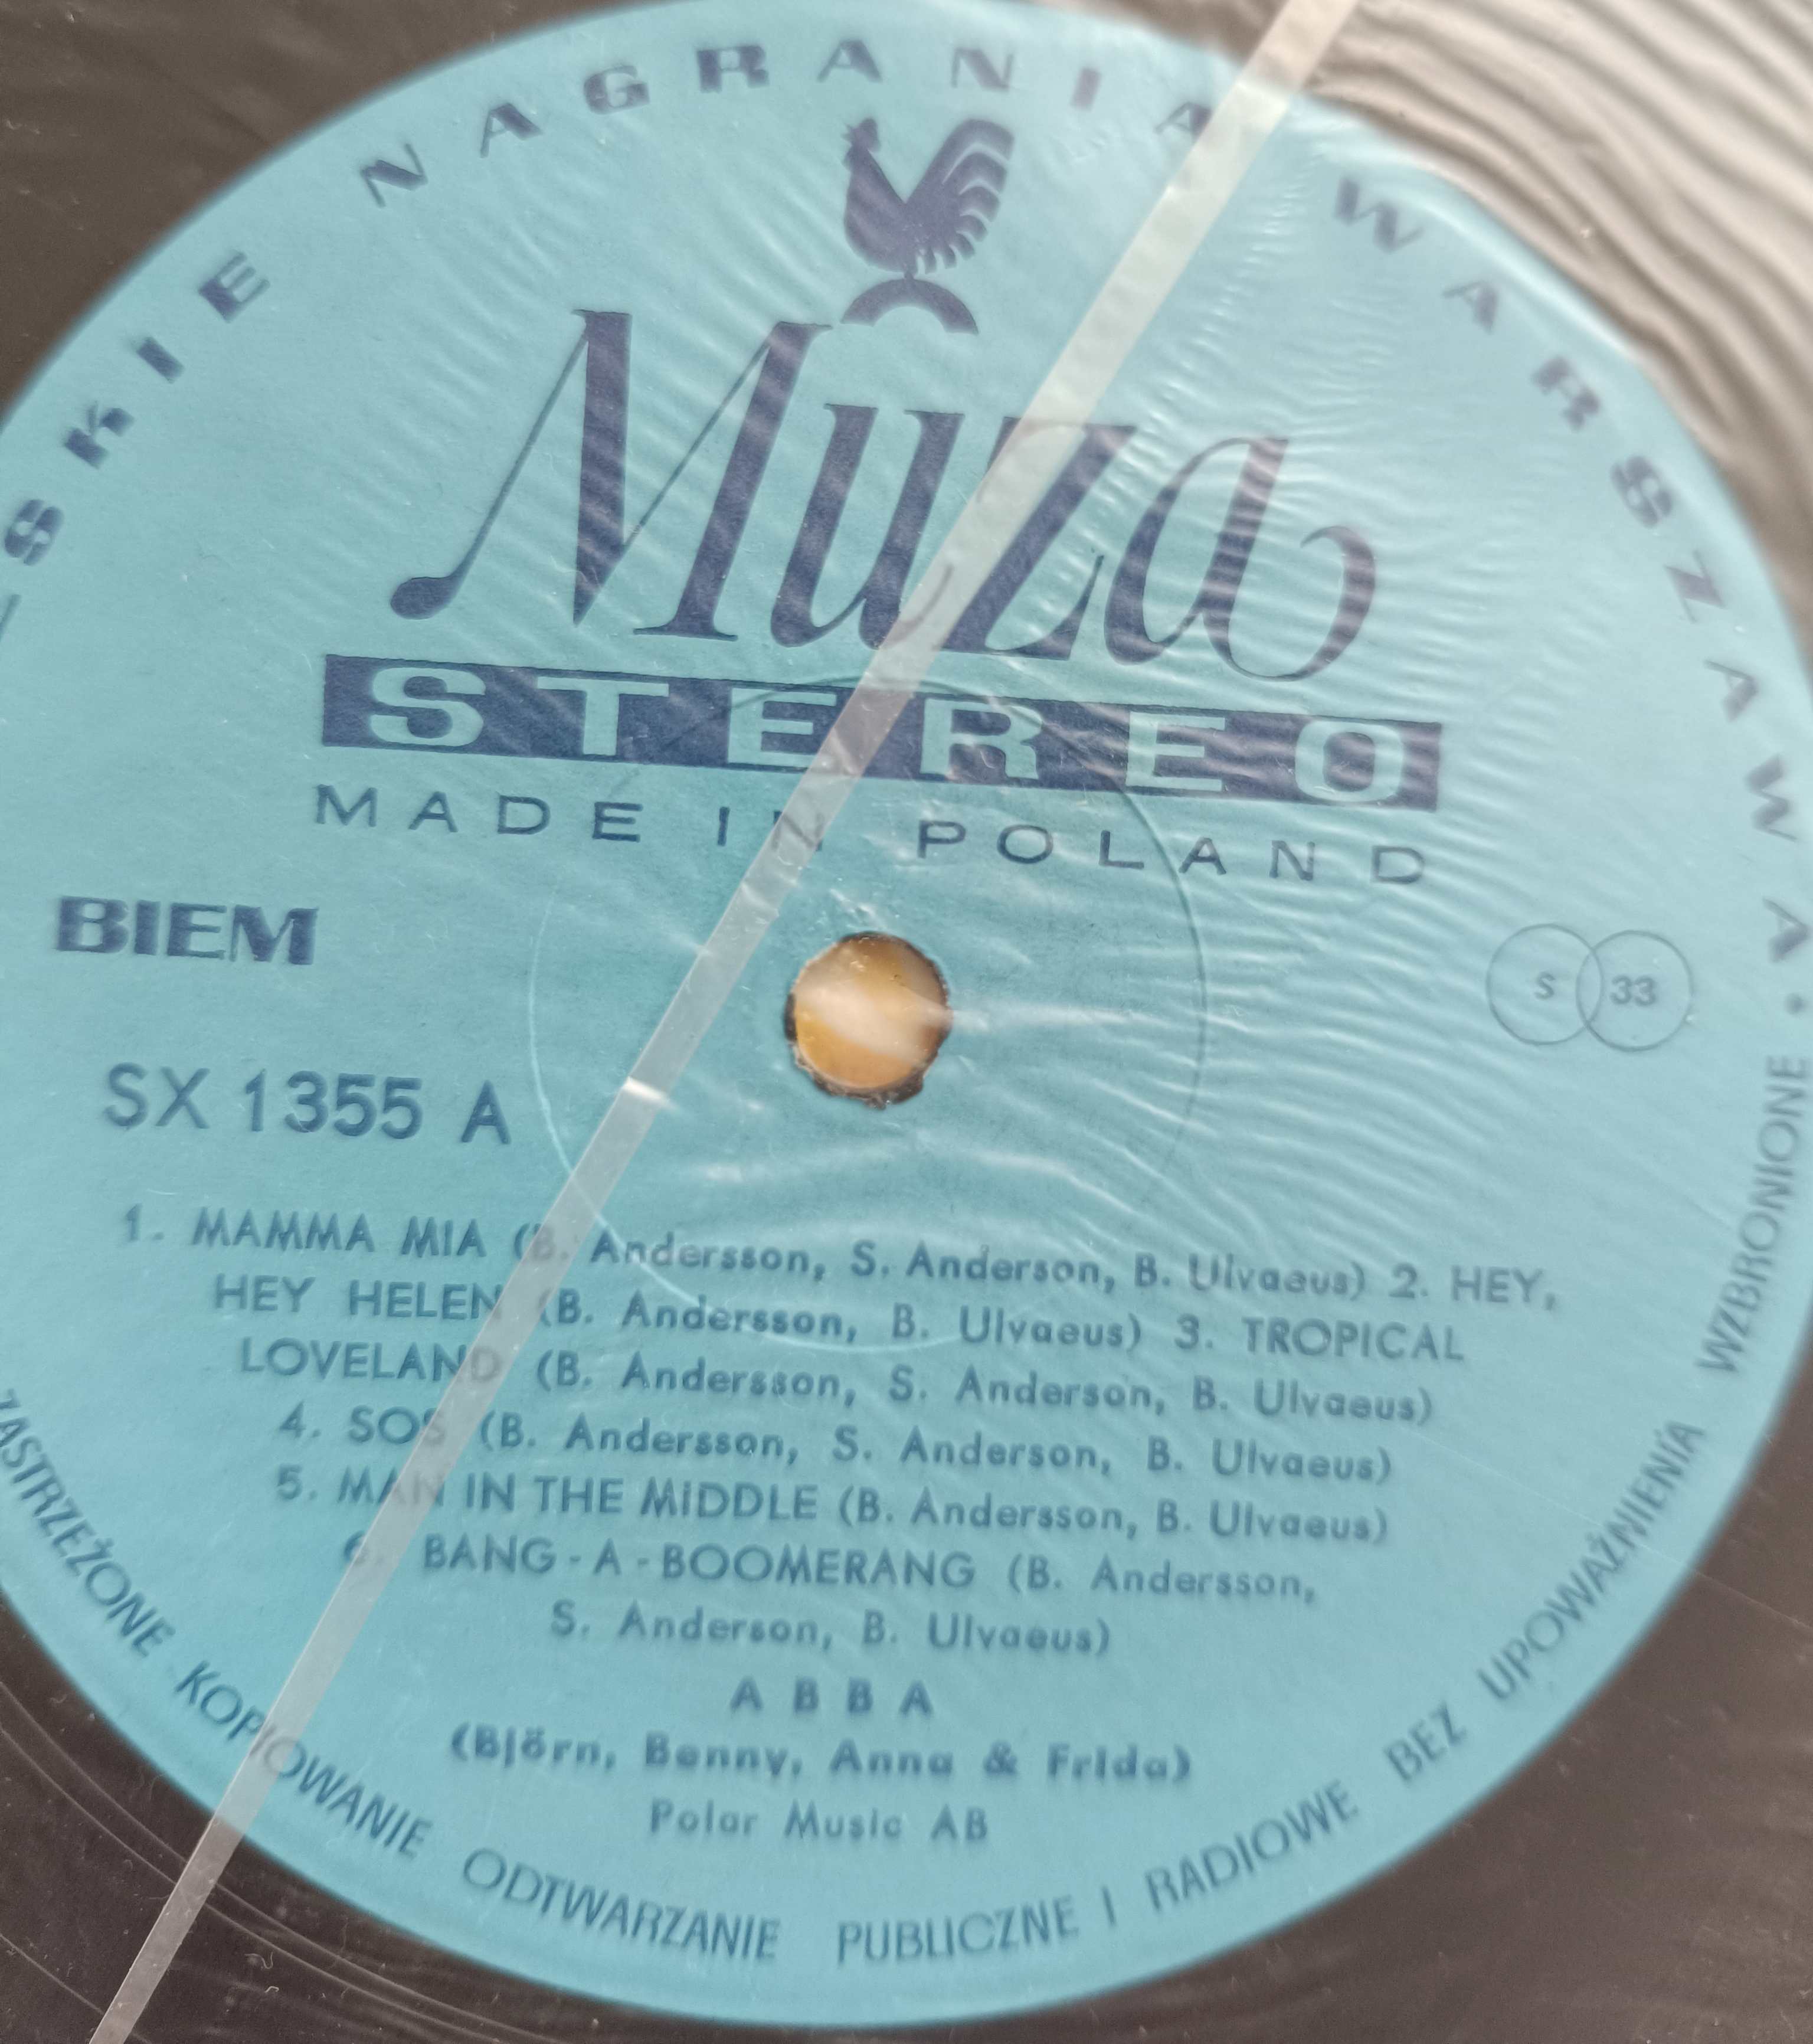 SKIE NAGRANIA WARSZAWA •
Muza
STEREO
MADE IN POLAND
BIEM
S 33
SX 1355 A
1. MAMMA MIA (B. Andersson, S. Anderson, B. Ulvaeus) 2. HEY,
HEY HELEN (B. Andersson, B. Ulvaeus) 3. TROPICAL
LOVELAND (B. Andersson, S. Anderson, B. Ulvaeus)
4. SOS (B. Andersson, S. Anderson, B. Ulvaeus)
5. MAN IN THE MIDDLE (B. Andersson, B. Ulvaeus)
6. BANG-A-BOOMERANG (B. Andersson,
S. Anderson, B. Ulvaeus)
ABBA
(Björn, Benny, Anna & Frida)
Polar Music AB
ZASTRZEŻONE KOPIOWANIE ODTWARZANIE PUBLICZNE I RADIOWE BEZ UPOWAŻNIENIA WZBRONIONE